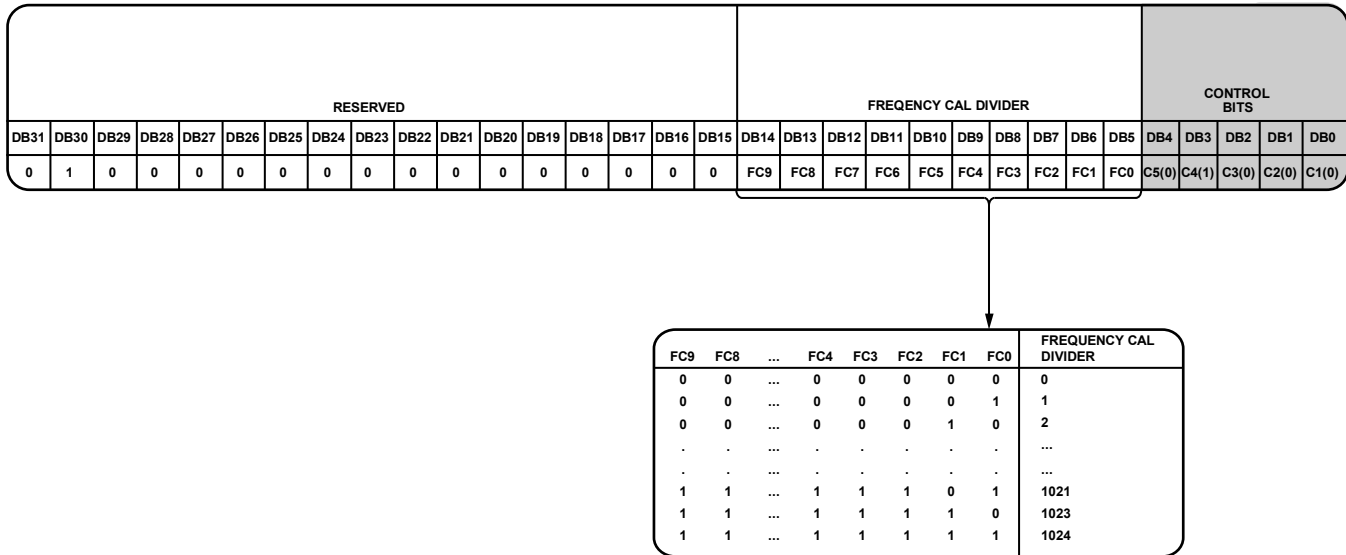 RESERVED FREQENCY CAL DIVIDER CONTROL
BITS
DB31 DB30 DB29 DB28 DB27 DB26 DB25 DB24 DB23 DB22 DB21 DB20 DB19 DB18 DB17 DB16 DB15 DB14 DB13 DB12 DB11 DB10 DB9 DB8 DB7 DB6 DB5 DB4 DB3 DB2 DB1 DB0
0 1 0 0 0 0 0 0 0 0 0 0 0 0 0 0 0 FC9 FC8 FC7 FC6 FC5 FC4 FC3 FC2 FC1 FC0 C5(0) C4(1) C3(0) C2(0) C1(0)
FC9 FC8 ... FC4 FC3 FC2 FC1 FC0 FREQUENCY CAL
DIVIDER
0 0 ... 0 0 0 0 0 0
0 0 ... 0 0 0 0 1 1
0 0 ... 0 0 0 1 0 2
. . ... . . . . . ...
. . ... . . . . . ...
1 1 ... 1 1 1 0 1 1021
1 1 ... 1 1 1 1 0 1023
1 1 ... 1 1 1 1 1 1024